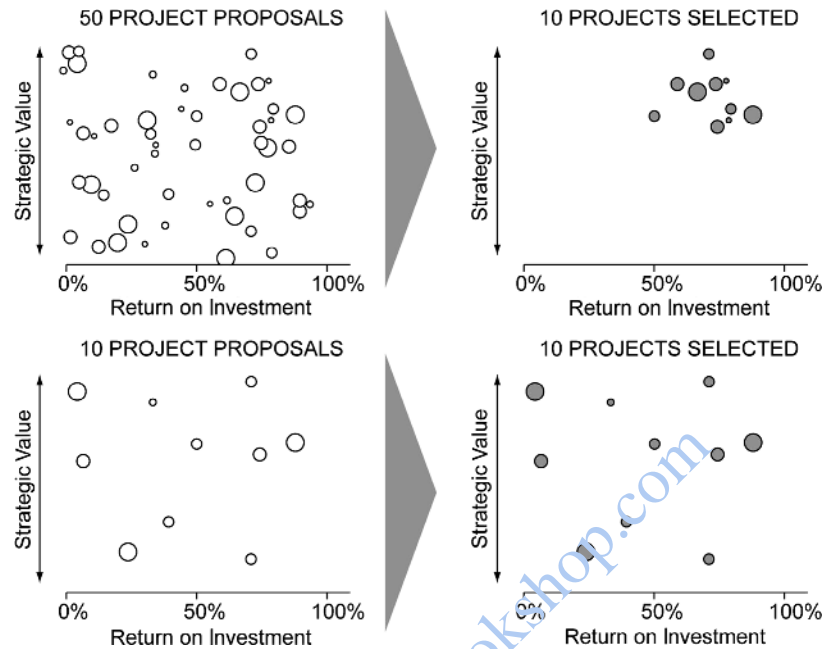 50 PROJECT PROPOSALS
10 PROJECTS SELECTED
Strategic Value
Strategic Value
0% 50% 100%
0% 50% 100%
Return on Investment
Return on Investment
10 PROJECT PROPOSALS
10 PROJECTS SELECTED
Strategic Value
Strategic Value
0% 50% 100%
0% 50% 100%
Return on Investment
Return on Investment
okshop.com